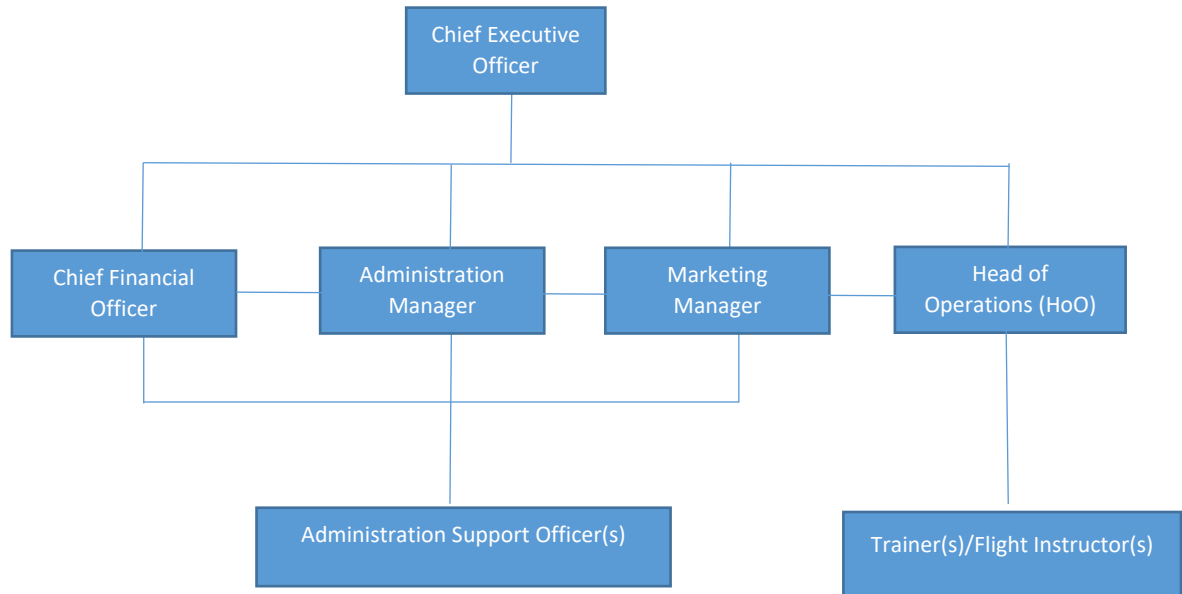 Chief Executive
Officer
Chief Financial
Officer
Administration
Manager
Marketing
Manager
Head of
Operations (HoO)
Administration Support Officer(s)
Trainer(s)/Flight Instructor(s)